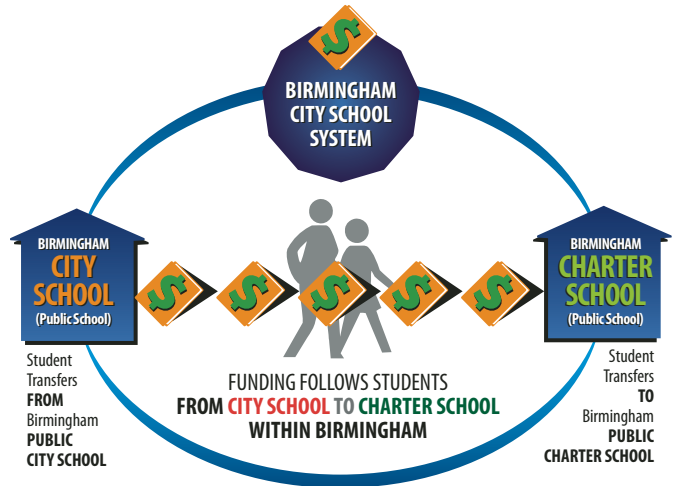 $
BIRMINGHAM
CITY SCHOOL
SYSTEM
BIRMINGHAM
CITY
SCHOOL
(Public School)
$ $ $ $ $
BIRMINGHAM
CHARTER
SCHOOL
(Public School)
Student
Transfers
FROM
Birmingham
PUBLIC
CITY SCHOOL
FUNDING FOLLOWS STUDENTS
FROM CITY SCHOOL TO CHARTER SCHOOL
WITHIN BIRMINGHAM
Student
Transfers
TO
Birmingham
PUBLIC
CHARTER SCHOOL